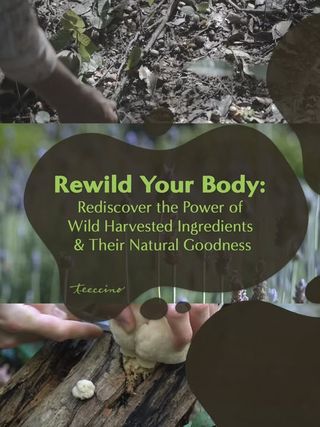 Rewild Your Body:
Rediscover the Power of
Wild Harvested Ingredients
& Their Natural Goodness
teeccino